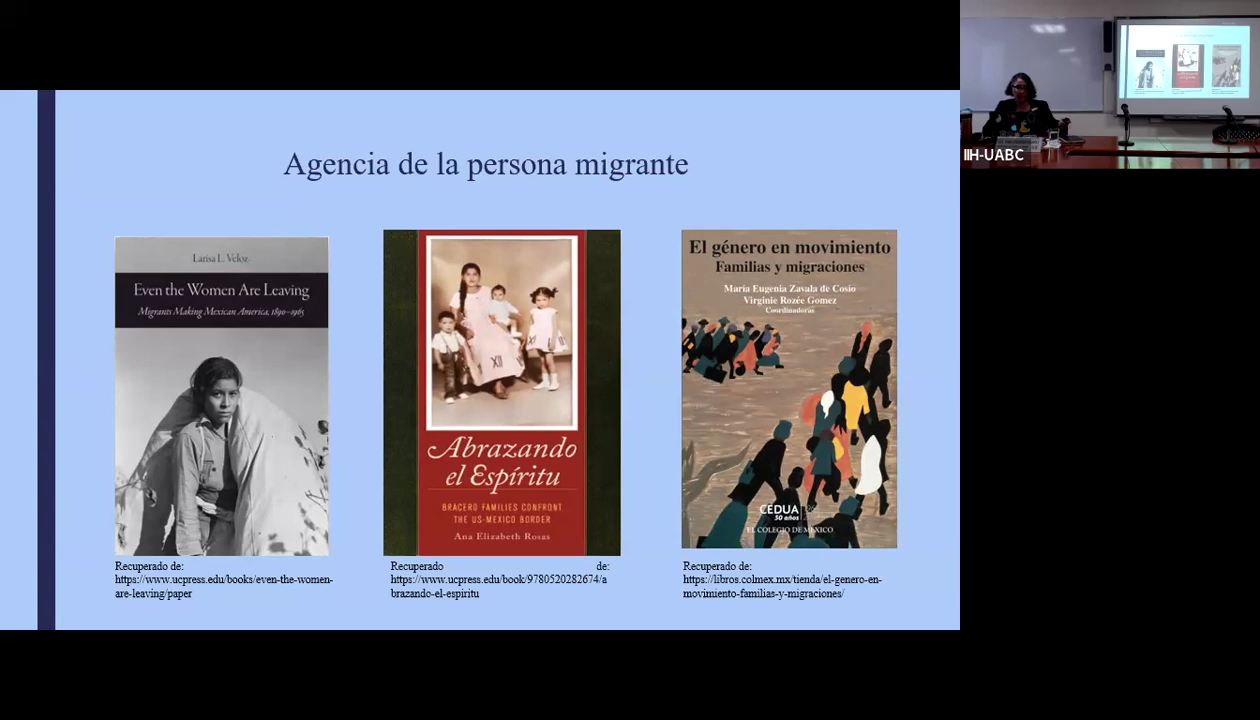 Agencia de la persona migrante
Larisa L. Veloz
Even the Women Are Leaving
Migrants Making Mexican America, 1890–1965
Recuperado de:
https://www.ucpress.edu/books/even-the-women-
are-leaving/paper
XII
XI
Abrazando
el Espíritu
BRACERO FAMILIES CONFRONT
THE US-MEXICO BORDER
Ana Elizabeth Rosas
Recuperado de:
https://www.ucpress.edu/book/9780520282674/a
brazando-el-espiritu
El género en movimiento
Familias y migraciones
María Eugenia Zavala de Cosío
Virginie Rozée Gomez
Coordinadoras
CEDUA
50 años
EL COLEGIO DE MÉXICO
Recuperado de:
https://libros.colmex.mx/tienda/el-genero-en-
movimiento-familias-y-migraciones/
IIH-UABC